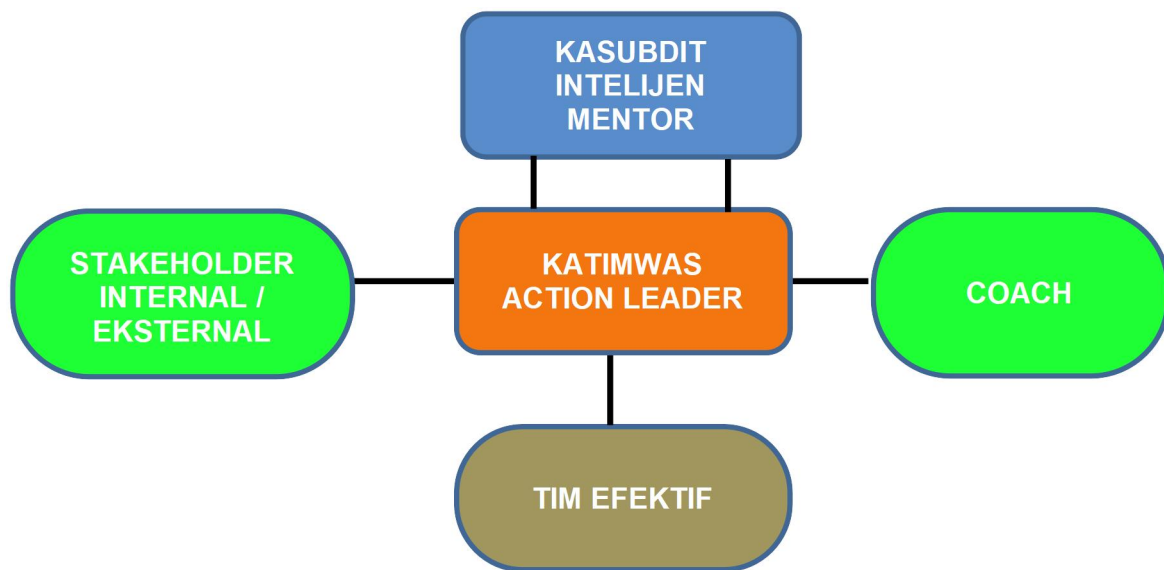 KASUBDIT
INTELIJEN
MENTOR
STAKEHOLDER
INTERNAL /
EKSTERNAL
KATIMWAS
ACTION LEADER
COACH
TIM EFEKTIF